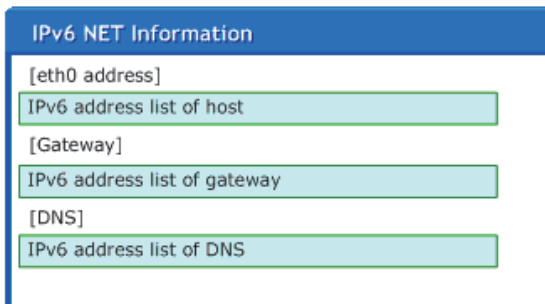 IPv6 NET Information
[eth0 address]
IPv6 address list of host
[Gateway]
IPv6 address list of gateway
[DNS]
IPv6 address list of DNS